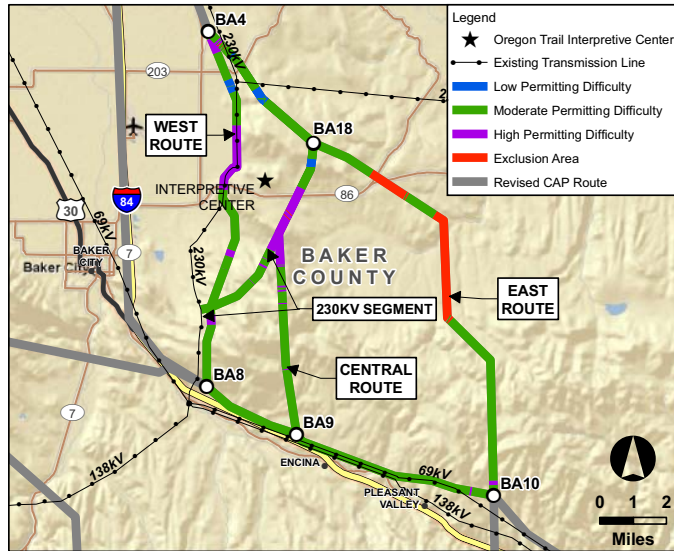 BA4
230kV
203
2
WEST
ROUTE
BA18
INTERPRETIVE
CENTER
86
84
30
69kV
7
BAKER
CITY
Baker City
230kV
BAKER
COUNTY
230KV SEGMENT
EAST
ROUTE
CENTRAL
ROUTE
BA8
BA9
7
138kV
ENCINA
69kV
PLEASANT
VALLEY
138kV
BA10
Legend
Oregon Trail Interpretive Center
Existing Transmission Line
Low Permitting Difficulty
Moderate Permitting Difficulty
High Permitting Difficulty
Exclusion Area
Revised CAP Route
0 1 2
Miles